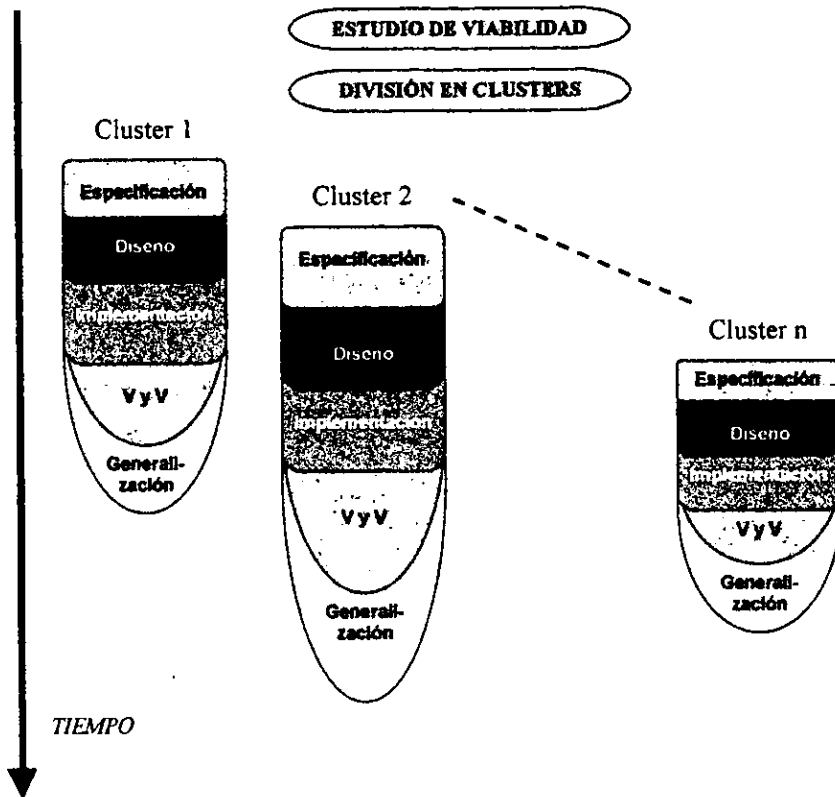 ESTUDIO DE VIABILIDAD
DIVISIÓN EN CLUSTERS
Cluster 1
Especificación
Diseno
Implementación
V y V
Generali-
zación
Cluster 2
Especificación
Diseno
Implementación
V y V
Generali-
zación
Cluster n
Especificación
Diseno
Implementación
V y V
Generali-
zación
TIEMPO